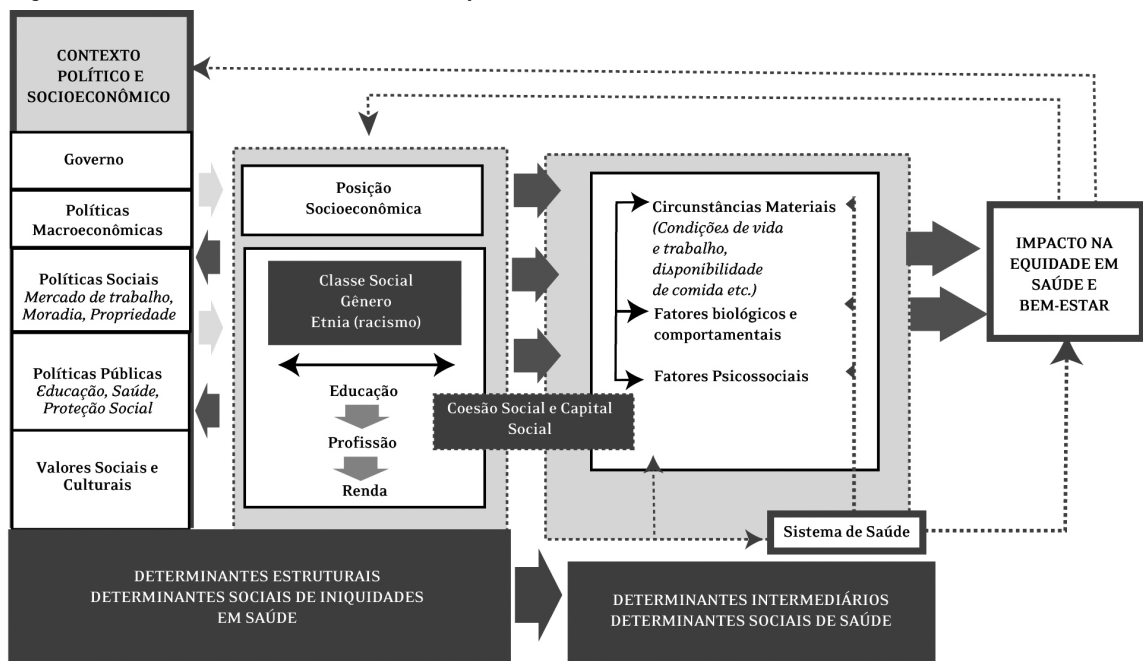 CONTEXTO
POLÍTICO E
SOCIOECONÔMICO
Governo
Políticas
Macroeconômicas
Políticas Sociais
Mercado de trabalho,
Moradia, Propriedade
Políticas Públicas
Educação, Saúde,
Proteção Social
Valores Sociais e
Culturais
Posição
Socioeconômica
Classe Social
Gênero
Etnia (racismo)
Educação
Profissão
Renda
Coesão Social e Capital
Social
Circunstâncias Materiais
(Condições de vida
e trabalho,
disponibilidade
de comida etc.)
Fatores biológicos e
comportamentais
Fatores Psicossociais
Sistema de Saúde
IMPACTO NA
EQUIDADE EM
SAÚDE E
BEM-ESTAR
DETERMINANTES ESTRUTURAIS
DETERMINANTES SOCIAIS DE INIQUIDADES
EM SAÚDE
DETERMINANTES INTERMEDIÁRIOS
DETERMINANTES SOCIAIS DE SAÚDE